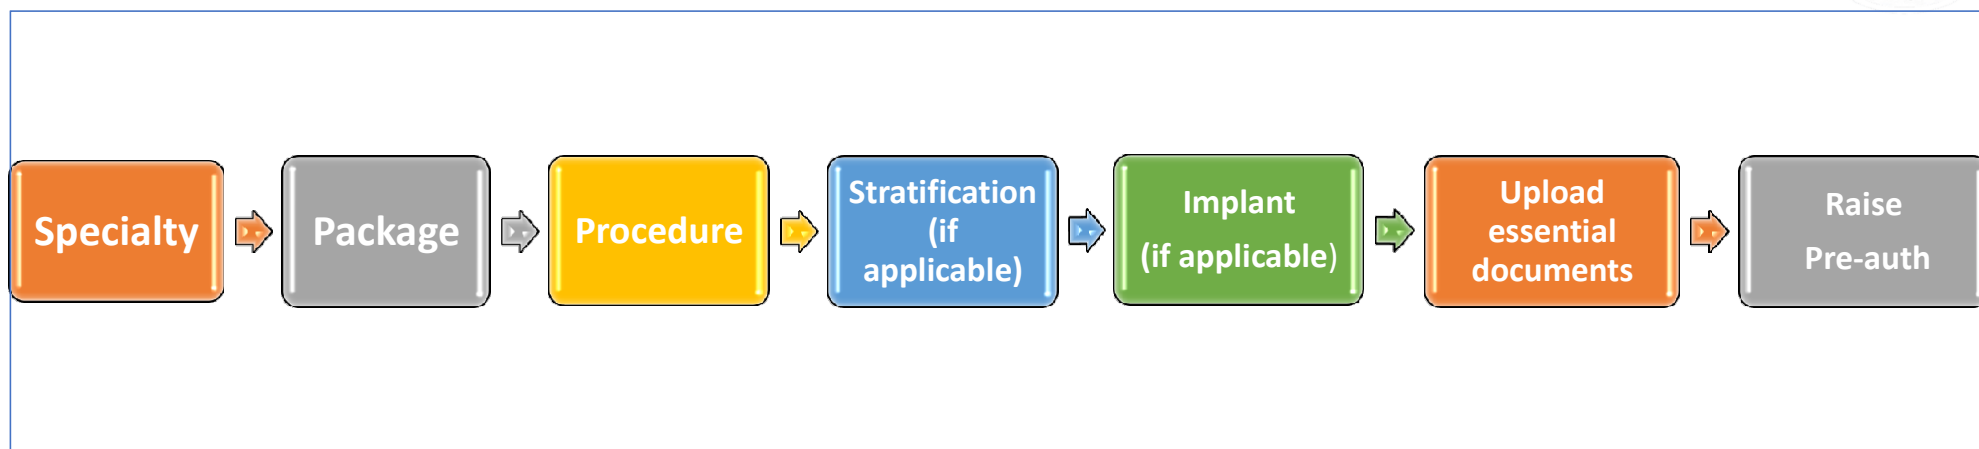 Specialty
Package
Procedure
Stratification
(if
applicable)
Implant
(if applicable)
Upload
essential
documents
Raise
Pre-auth